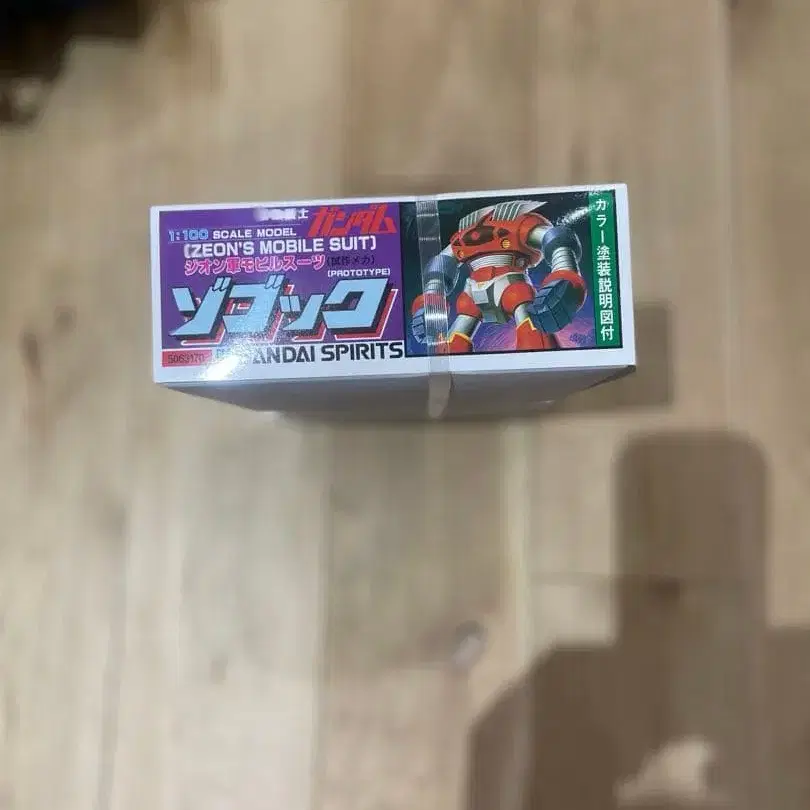 士 ガンダム
1:100 SCALE MODEL
(ZEON'S MOBILE SUIT)
ジオン軍モビルスーツ(試作メカ)
(PROTOTYPE)
ゾゴック
5063170
BANDAI SPIRITS
カラー塗装説明図付